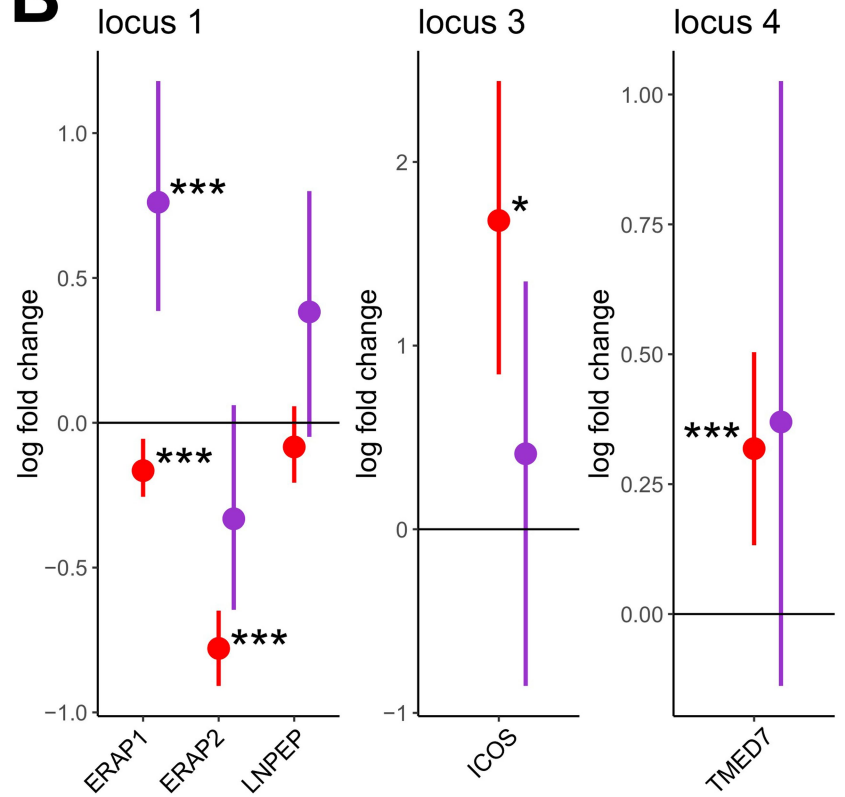 B
locus 1
locus 3
locus 4
log fold change
1.0
0.5
0.0
−0.5
−1.0
***
***
***
ERAP1
ERAP2
LNPEP
log fold change
2
1
0
−1
*
ICOS
log fold change
1.00
0.75
0.50
0.25
0.00
***
TMED7